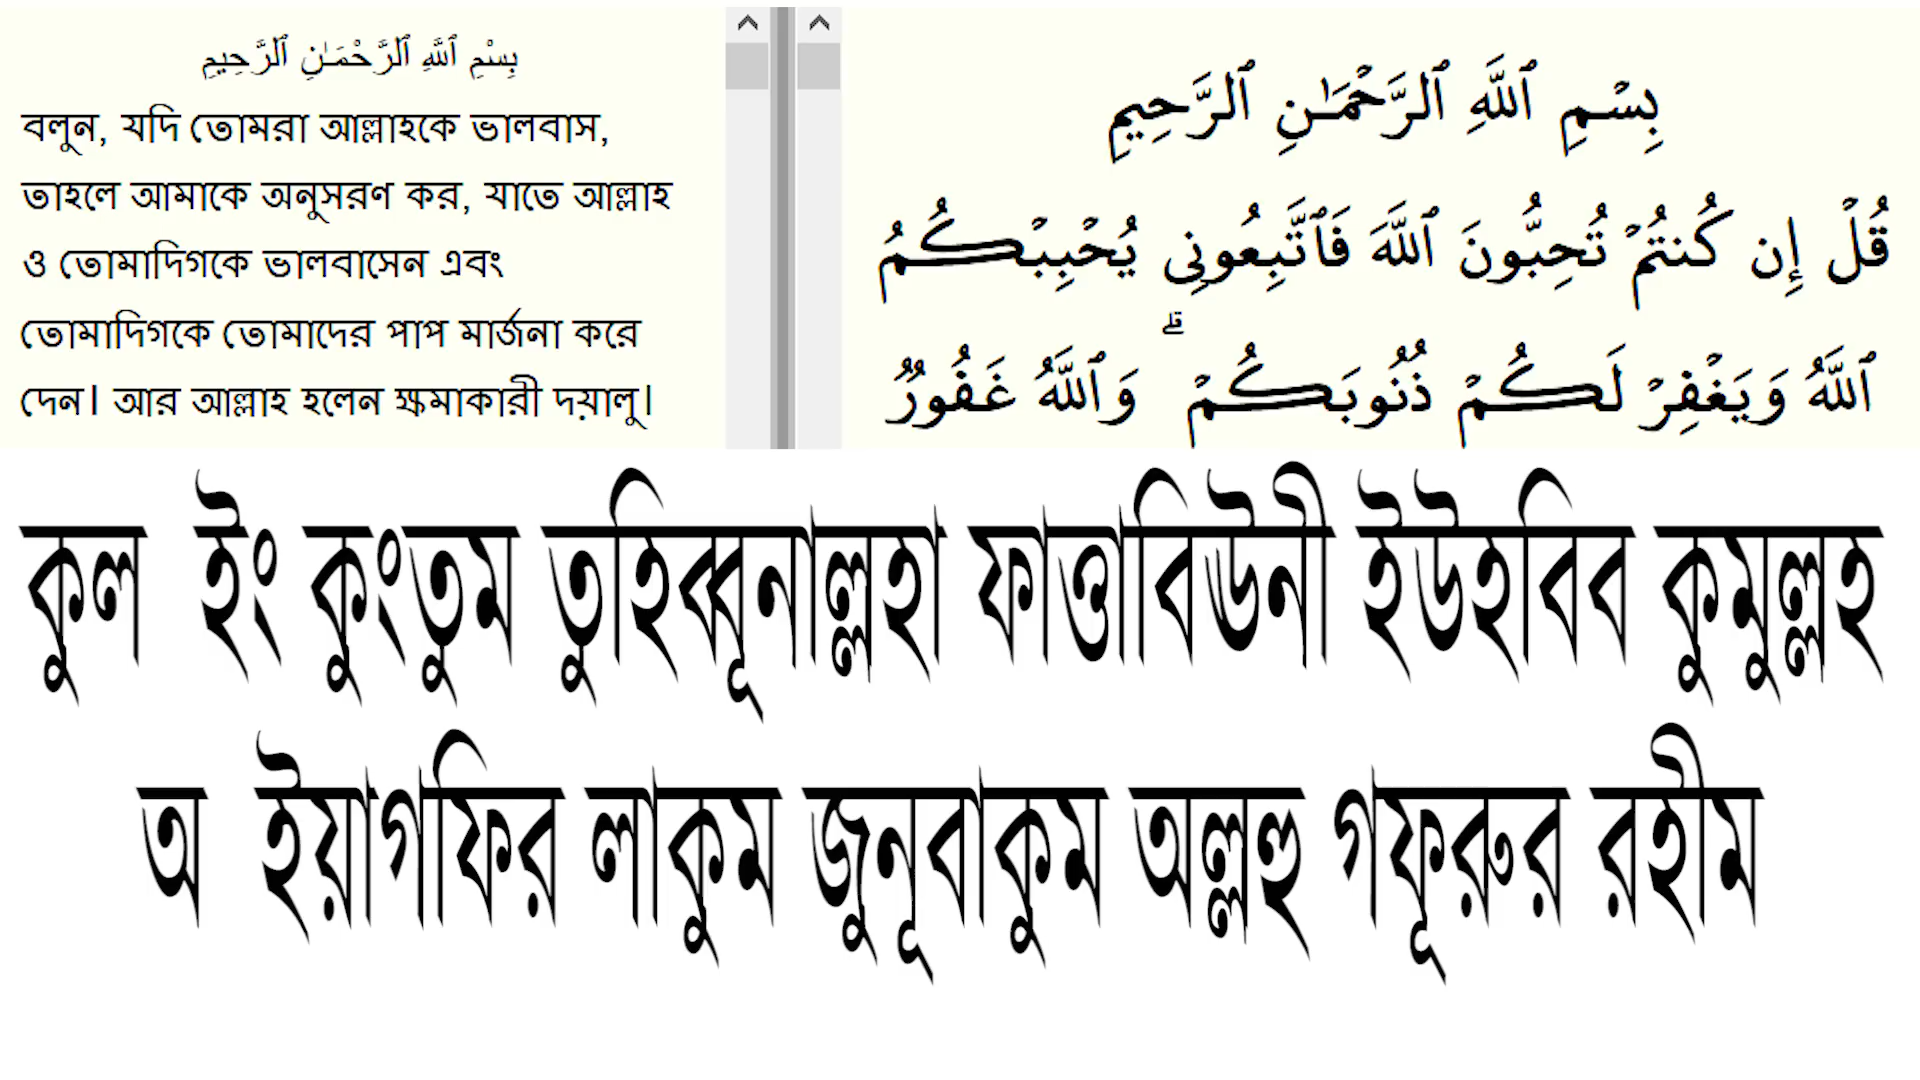 بِسْمِ ٱللَّهِ ٱلرَّحْمَـٰنِ ٱلرَّحِيمِ
বলুন, যদি তোমরা আল্লাহকে ভালবাস,
তাহলে আমাকে অনুসরণ কর, যাতে আল্লাহ
ও তোমাদিগকে ভালবাসেন এবং
তোমাদিগকে তোমাদের পাপ মার্জনা করে
দেন। আর আল্লাহ হলেন ক্ষমাকারী দয়ালু।
بِسْمِ ٱللَّهِ ٱلرَّحْمَـٰنِ ٱلرَّحِيمِ
قُلْ إِن كُنتُمْ تُحِبُّونَ ٱللَّهَ فَٱتَّبِعُونِى يُحْبِبْكُمُ
ٱللَّهُ وَيَغْفِرْ لَكُمْ ذُنُوبَكُمْ ۗ وَٱللَّهُ غَفُورٌ
কুল ইং কুংতুম তুহিব্বূনাল্লহা ফাত্তাবিঊনী ইউহবিব কুমুল্লহ
অ ইয়াগফির লাকুম জুনূবাকুম অল্লহু গফূরুর রহীম